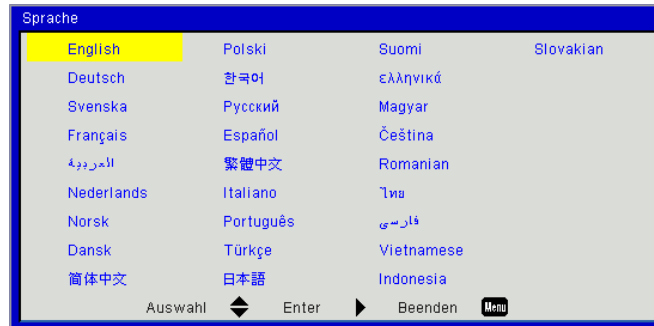 Sprache
English Polski Suomi Slovakian
Deutsch 한국어 ελληνικά
Svenska Русский Magyar
Français Español Čeština
العربية 繁體中文 Romanian
Nederlands Italiano ไทย
Norsk Português فارسی
Dansk Türkçe Vietnamese
简体中文 日本語 Indonesia
Auswahl Enter Beenden Menu